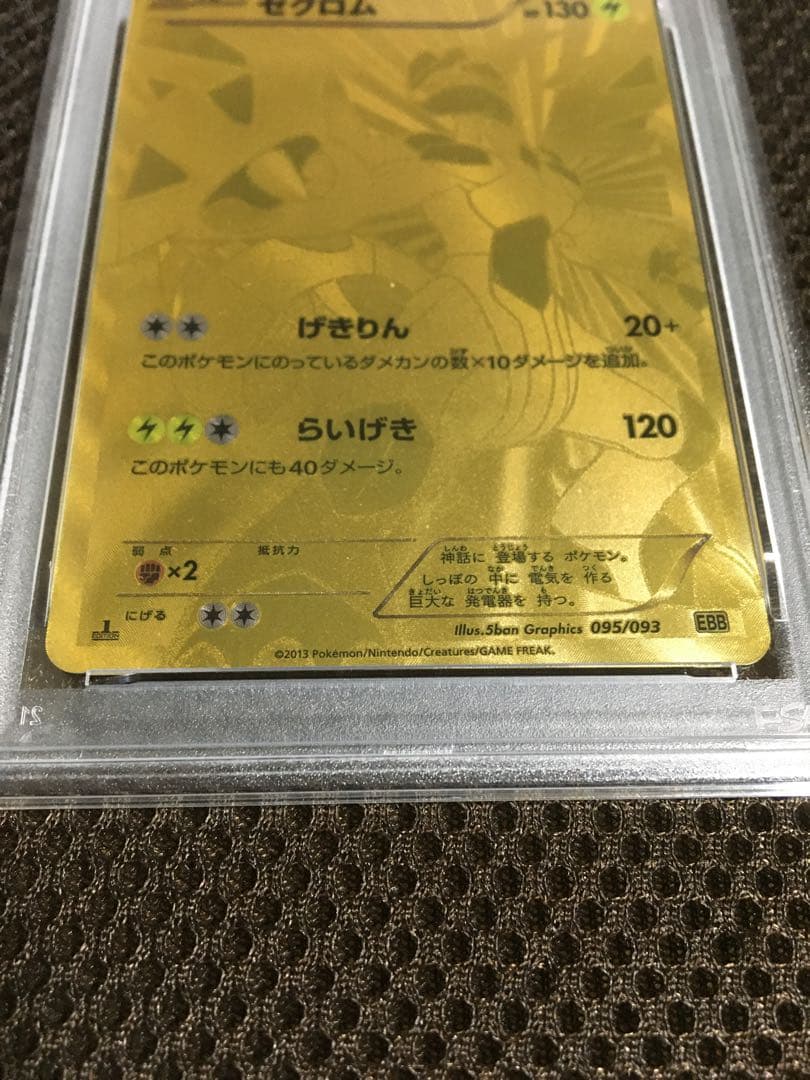 ゼクロム HP130
げきりん 20+
このポケモンにのっているダメカンの数×10ダメージを追加。
らいげき 120
このポケモンにも40ダメージ。
弱点 抵抗力
×2
神話に 登場する ポケモン。
しっぽの 中に 電気を 作る
巨大な 発電器を 持つ。
にげる
1 EDITION
Illus.5ban Graphics 095/093 EBB
©2013 Pokémon/Nintendo/Creatures/GAME FREAK.